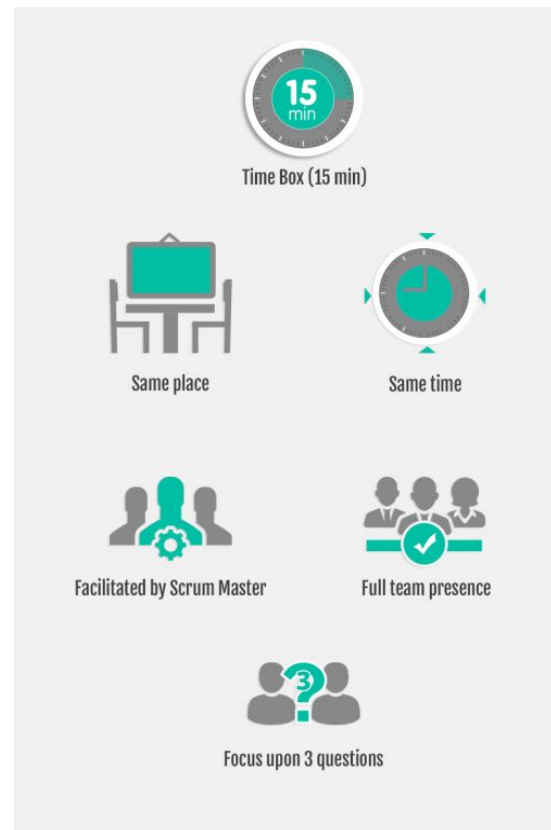 15
min
Time Box (15 min)
Same place
Same time
Facilitated by Scrum Master
Full team presence
3
Focus upon 3 questions